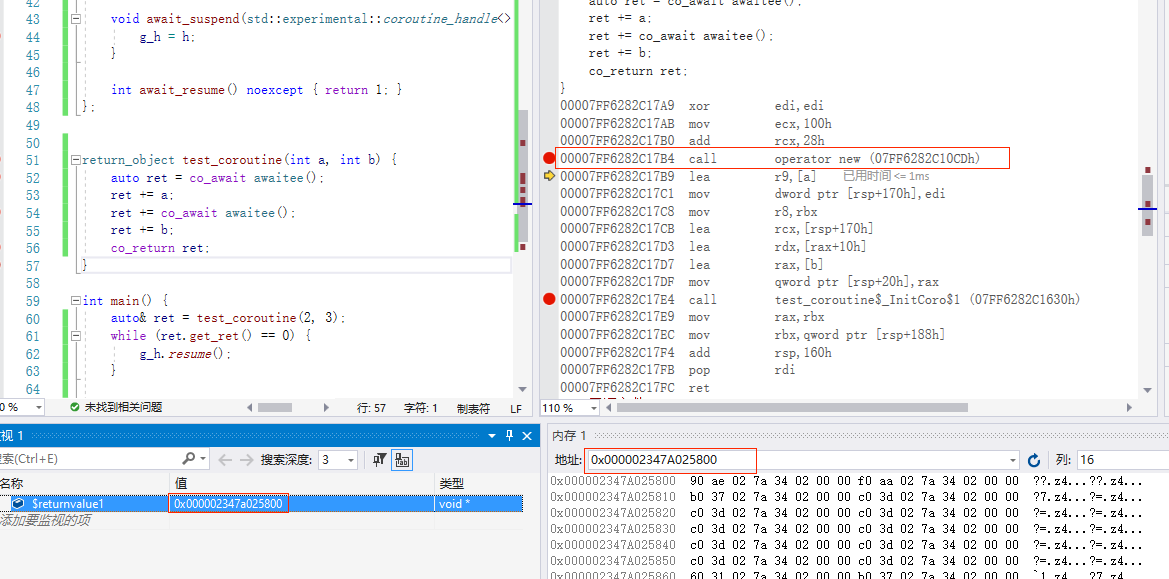 42
43 void await_suspend(std::experimental::coroutine_handle<>
44 g_h = h;
45 }
46
47 int await_resume() noexcept { return 1; }
48 };
49
50
51 return_object test_coroutine(int a, int b) {
52 auto ret = co_await awaitee();
53 ret += a;
54 ret += co_await awaitee();
55 ret += b;
56 co_return ret;
57 }
58
59 int main() {
60 auto& ret = test_coroutine(2, 3);
61 while (ret.get_ret() == 0) {
62 g_h.resume();
63 }
64
0 % 未找到相关问题 行: 57 字符: 1 制表符 LF
auto ret = co_await awaitee();
ret += a;
ret += co_await awaitee();
ret += b;
co_return ret;
}
00007FF6282C17A9 xor edi,edi
00007FF6282C17AB mov ecx,100h
00007FF6282C17B0 add rcx,28h
00007FF6282C17B4 call operator new (07FF6282C10CDh)
00007FF6282C17B9 lea r9,[a] 已用时间 <= 1ms
00007FF6282C17C1 mov dword ptr [rsp+170h],edi
00007FF6282C17C8 mov r8,rbx
00007FF6282C17CB lea rcx,[rsp+170h]
00007FF6282C17D3 lea rdx,[rax+10h]
00007FF6282C17D7 lea rax,[b]
00007FF6282C17DF mov qword ptr [rsp+20h],rax
00007FF6282C17E4 call test_coroutine$_InitCoro$1 (07FF6282C1630h)
00007FF6282C17E9 mov rax,rbx
00007FF6282C17EC mov rbx,qword ptr [rsp+188h]
00007FF6282C17F4 add rsp,160h
00007FF6282C17FB pop rdi
00007FF6282C17FC ret
110 %
视 1
索(Ctrl+E) 搜索深度: 3
名称 值 类型
$returnvalue1 0x000002347a025800 void *
添加要监视的项
内存 1
地址: 0x000002347A025800 列: 16
0x000002347A025800 90 ae 02 7a 34 02 00 00 f0 aa 02 7a 34 02 00 00 ??.z4...??.z4...
0x000002347A025810 b0 37 02 7a 34 02 00 00 c0 3d 02 7a 34 02 00 00 ?7.z4...?=.z4...
0x000002347A025820 c0 3d 02 7a 34 02 00 00 c0 3d 02 7a 34 02 00 00 ?=.z4...?=.z4...
0x000002347A025830 c0 3d 02 7a 34 02 00 00 c0 3d 02 7a 34 02 00 00 ?=.z4...?=.z4...
0x000002347A025840 c0 3d 02 7a 34 02 00 00 c0 3d 02 7a 34 02 00 00 ?=.z4...?=.z4...
0x000002347A025850 c0 3d 02 7a 34 02 00 00 c0 3d 02 7a 34 02 00 00 ?=.z4...?=.z4...
0x000002347A025860 60 31 02 7a 34 02 00 00 b0 37 02 7a 34 02 00 00 `1.z4...?7.z4...